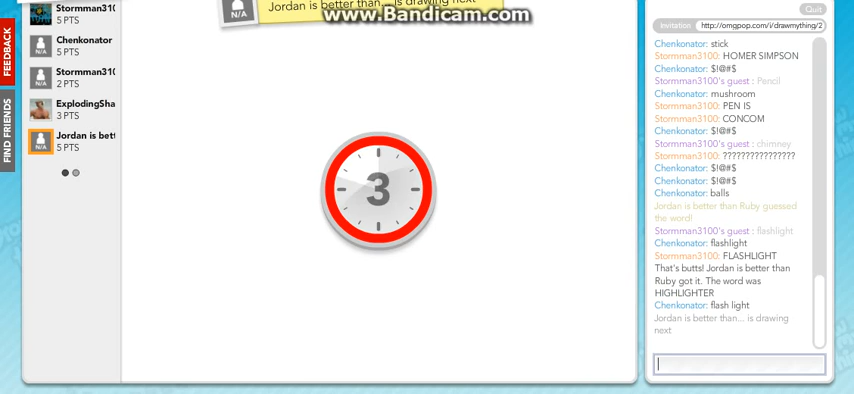 Jordan is better than... is drawing next
www.Bandicam.com
Quit
FEEDBACK
FIND FRIENDS
Stormman310
5 PTS
N/A
Chenkonator
5 PTS
N/A
Stormman310
2 PTS
ExplodingSha
3 PTS
N/A
Jordan is bett
5 PTS
N/A
3
Invitation http://omgpop.com/i/drawmything/2
Chenkonator: stick
Stormman3100: HOMER SIMPSON
Chenkonator: $!@#$
Stormman3100's guest : Pencil
Chenkonator: mushroom
Stormman3100: PEN IS
Stormman3100: CONCOM
Chenkonator: $!@#$
Stormman3100's guest : chimney
Stormman3100: ????????????????
Chenkonator: $!@#$
Chenkonator: $!@#$
Chenkonator: balls
Jordan is better than Ruby guessed
the word!
Stormman3100's guest : flashlight
Chenkonator: flashlight
Stormman3100: FLASHLIGHT
That's butts! Jordan is better than
Ruby got it. The word was
HIGHLIGHTER
Chenkonator: flash light
Jordan is better than... is drawing
next